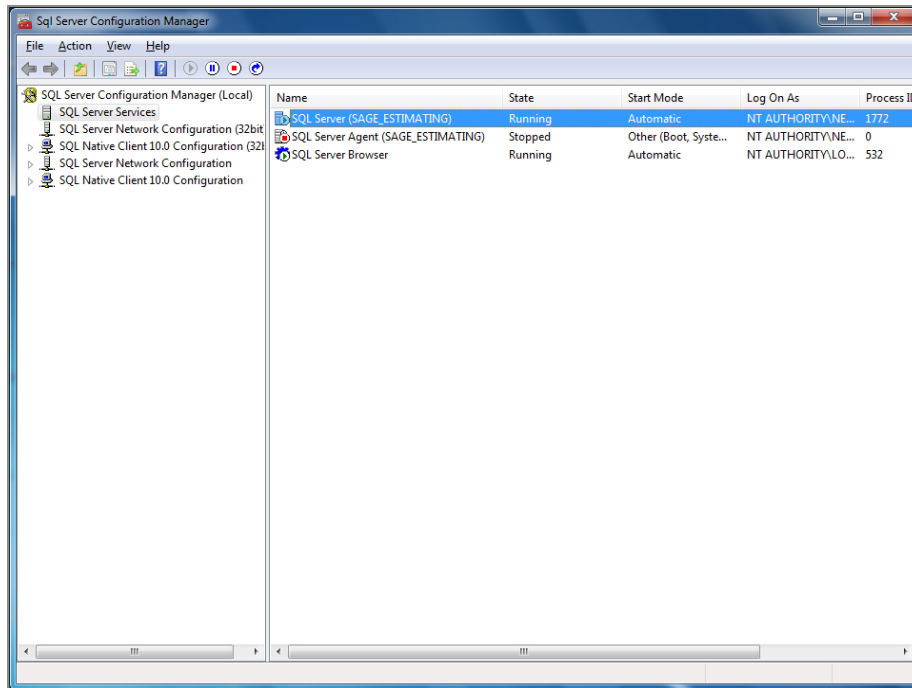 Sql Server Configuration Manager
File Action View Help
SQL Server Configuration Manager (Local)
SQL Server Services
SQL Server Network Configuration (32bit
SQL Native Client 10.0 Configuration (32l
SQL Server Network Configuration
SQL Native Client 10.0 Configuration
Name State Start Mode Log On As Process II
SQL Server (SAGE_ESTIMATING) Running Automatic NT AUTHORITY\NE... 1772
SQL Server Agent (SAGE_ESTIMATING) Stopped Other (Boot, Syste... NT AUTHORITY\NE... 0
SQL Server Browser Running Automatic NT AUTHORITY\LO... 532